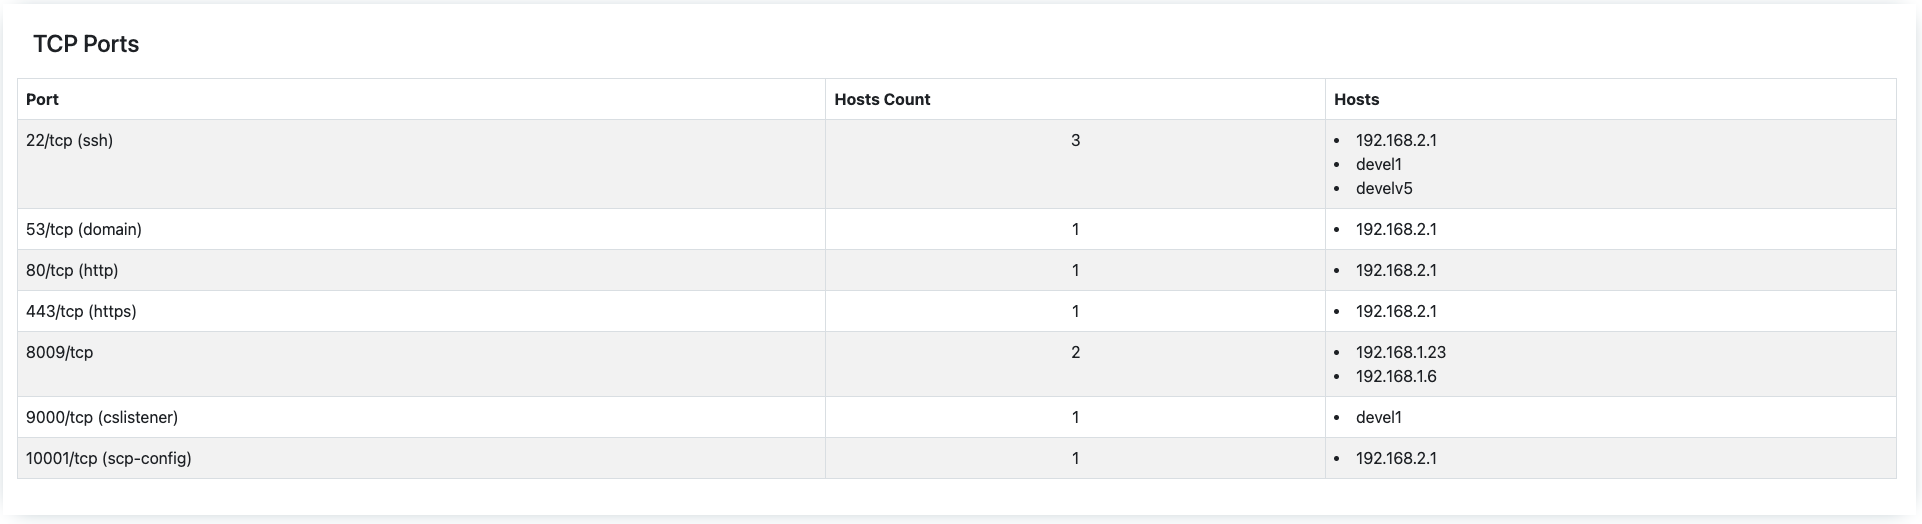 TCP Ports
Port Hosts Count Hosts
22/tcp (ssh) 3 • 192.168.2.1
• devel1
• develv5
53/tcp (domain) 1 • 192.168.2.1
80/tcp (http) 1 • 192.168.2.1
443/tcp (https) 1 • 192.168.2.1
8009/tcp 2 • 192.168.1.23
• 192.168.1.6
9000/tcp (cslistener) 1 • devel1
10001/tcp (scp-config) 1 • 192.168.2.1